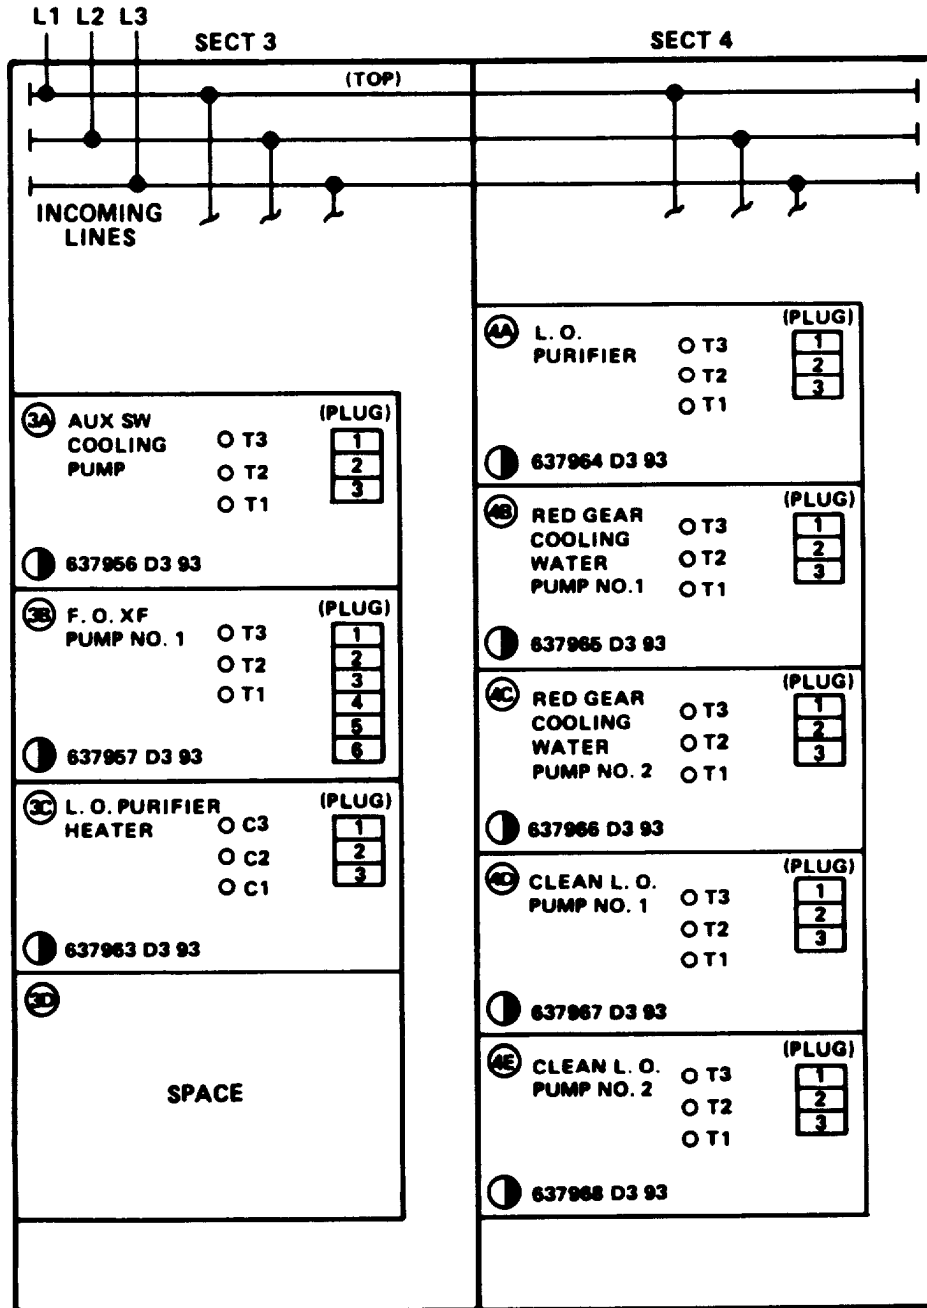 L1 L2 L3
SECT 3
SECT 4
(TOP)
INCOMING
LINES
3A AUX SW
COOLING
PUMP
T3
T2
T1
(PLUG)
1
2
3
637956 D3 93
3B F. O. XF
PUMP NO. 1
T3
T2
T1
(PLUG)
1
2
3
4
5
6
637957 D3 93
3C L. O. PURIFIER
HEATER
C3
C2
C1
(PLUG)
1
2
3
637963 D3 93
3D
SPACE
4A L. O.
PURIFIER
T3
T2
T1
(PLUG)
1
2
3
637964 D3 93
4B RED GEAR
COOLING
WATER
PUMP NO.1
T3
T2
T1
(PLUG)
1
2
3
637965 D3 93
4C RED GEAR
COOLING
WATER
PUMP NO. 2
T3
T2
T1
(PLUG)
1
2
3
637966 D3 93
4D CLEAN L. O.
PUMP NO. 1
T3
T2
T1
(PLUG)
1
2
3
637967 D3 93
4E CLEAN L. O.
PUMP NO. 2
T3
T2
T1
(PLUG)
1
2
3
637968 D3 93